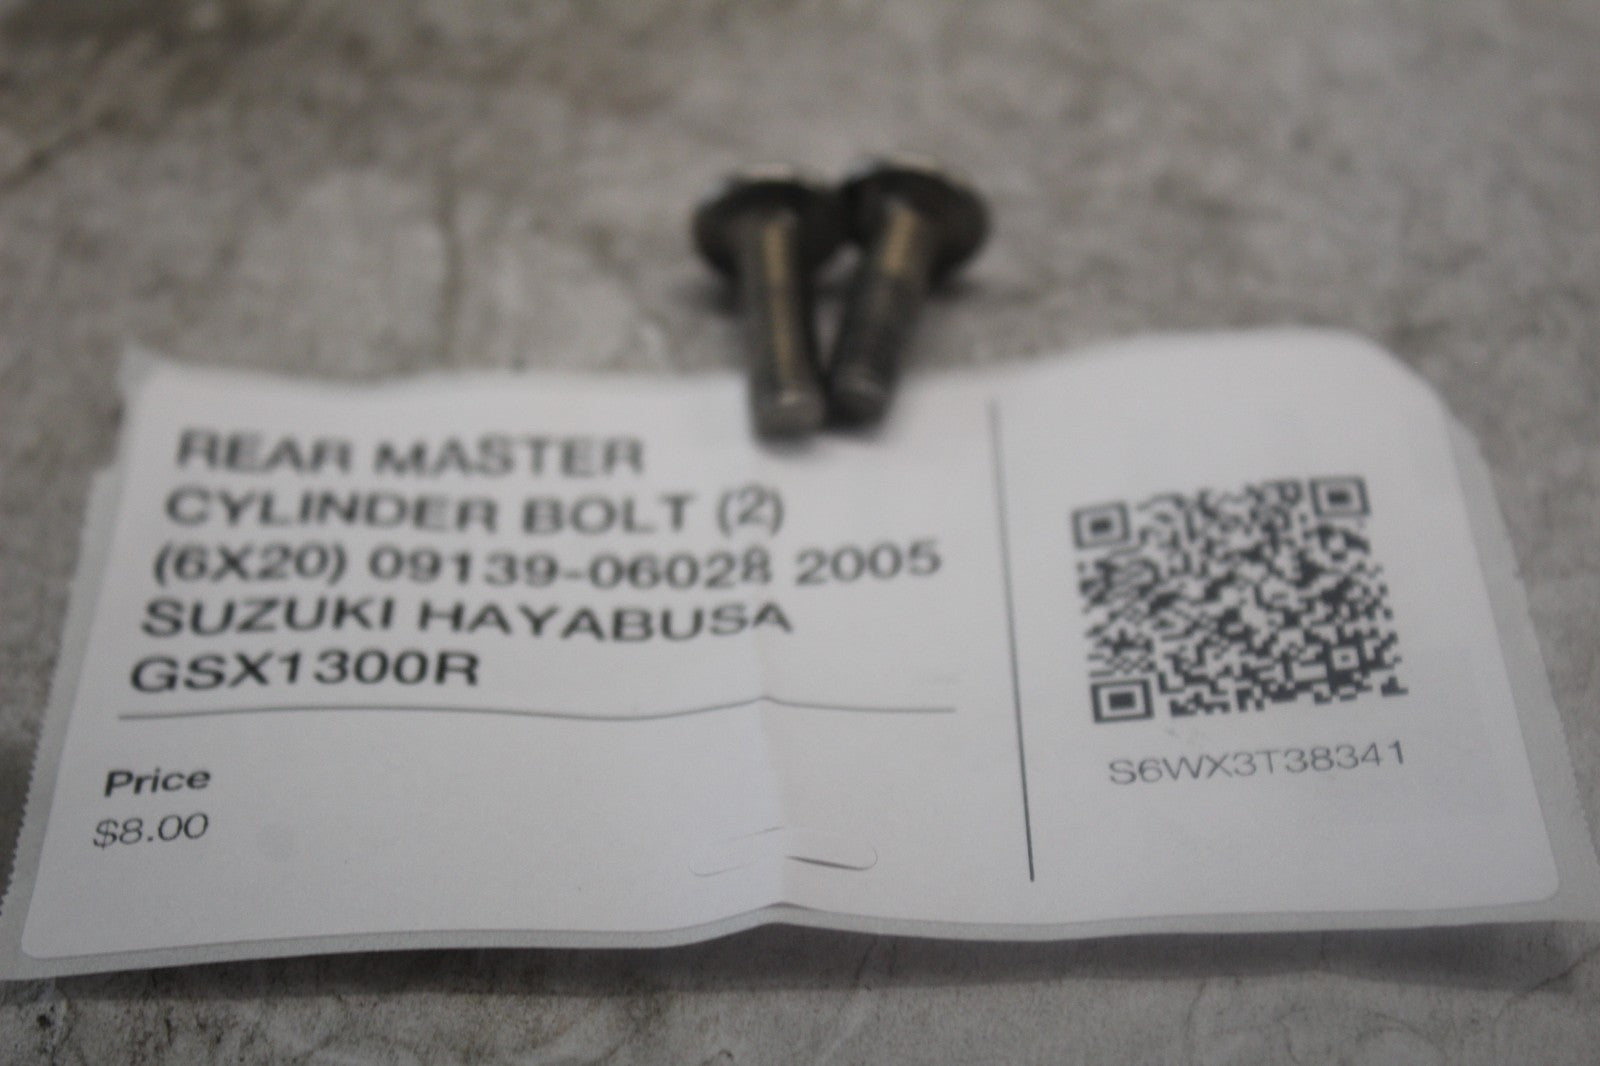 REAR MASTER
CYLINDER BOLT (2)
(6X20) 09139-06028 2005
SUZUKI HAYABUSA
GSX1300R
Price
$8.00
S6WX3T38341